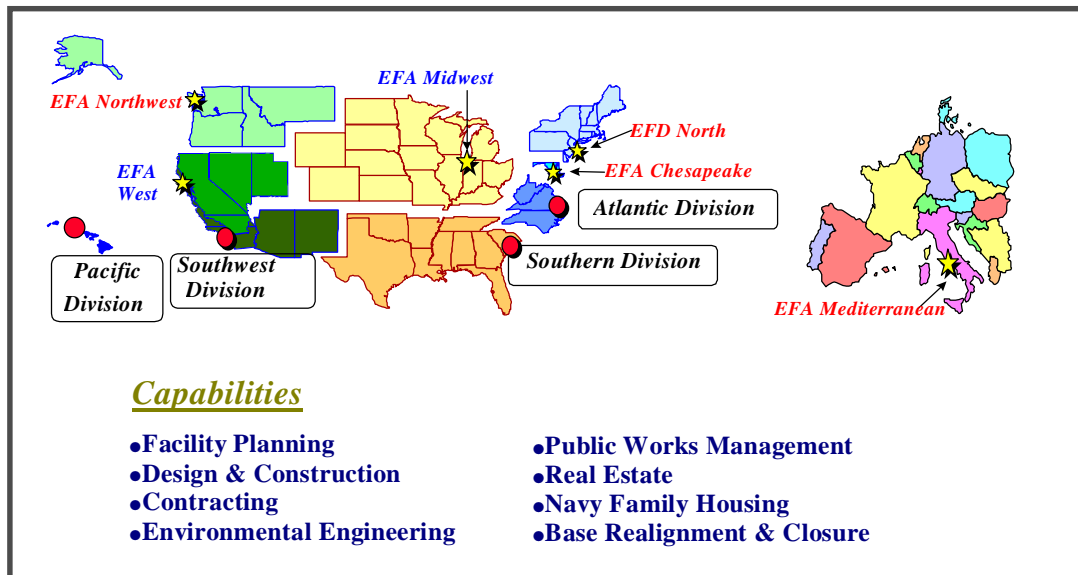 EFA Midwest
EFA Northwest
EFD North
EFA
West
EFA Chesapeake
Atlantic Division
Pacific
Division
Southwest
Division
Southern Division
EFA Mediterranean
Capabilities
●Facility Planning
●Design & Construction
●Contracting
●Environmental Engineering
●Public Works Management
●Real Estate
●Navy Family Housing
●Base Realignment & Closure